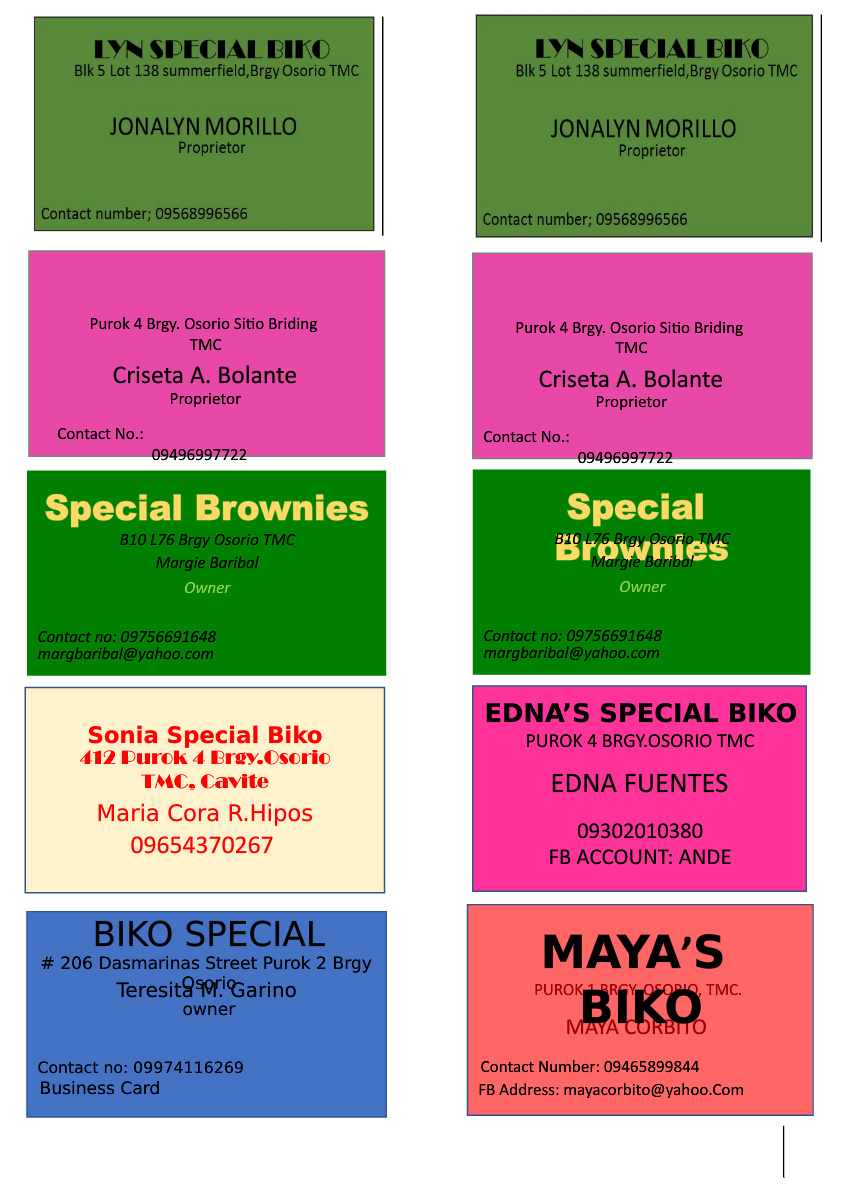 LYN SPECIAL BIKO
Blk 5 Lot 138 summerfield,Brgy Osorio TMC
JONALYN MORILLO
Proprietor
Contact number; 09568996566
LYN SPECIAL BIKO
Blk 5 Lot 138 summerfield,Brgy Osorio TMC
JONALYN MORILLO
Proprietor
Contact number; 09568996566
Purok 4 Brgy. Osorio Sitio Briding
TMC
Criseta A. Bolante
Proprietor
Contact No.:
09496997722
Purok 4 Brgy. Osorio Sitio Briding
TMC
Criseta A. Bolante
Proprietor
Contact No.:
09496997722
Special Brownies
B10 L76 Brgy Osorio TMC
Margie Baribal
Owner
Contact no: 09756691648
margbaribal@yahoo.com
Special
Brownies
B10 L76 Brgy Osorio TMC
Margie Baribal
Owner
Contact no: 09756691648
margbaribal@yahoo.com
Sonia Special Biko
412 Purok 4 Brgy.Osorio
TMC, Cavite
Maria Cora R.Hipos
09654370267
EDNA’S SPECIAL BIKO
PUROK 4 BRGY.OSORIO TMC
EDNA FUENTES
09302010380
FB ACCOUNT: ANDE
BIKO SPECIAL
# 206 Dasmarinas Street Purok 2 Brgy
Osorio
Teresita M. Garino
owner
Contact no: 09974116269
Business Card
MAYA’S
BIKO
PUROK 1 BRGY. OSORIO, TMC.
MAYA CORBITO
Contact Number: 09465899844
FB Address: mayacorbito@yahoo.Com